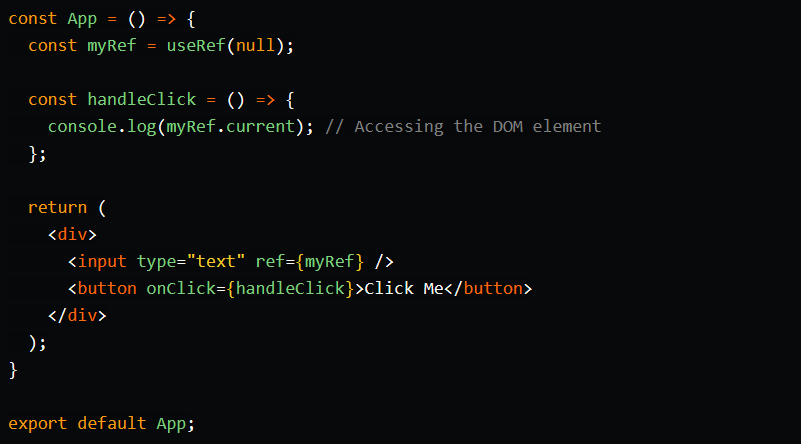 const App = () => {
  const myRef = useRef(null);

  const handleClick = () => {
    console.log(myRef.current); // Accessing the DOM element
  };

  return (
    <div>
      <input type="text" ref={myRef} />
      <button onClick={handleClick}>Click Me</button>
    </div>
  );
}

export default App;